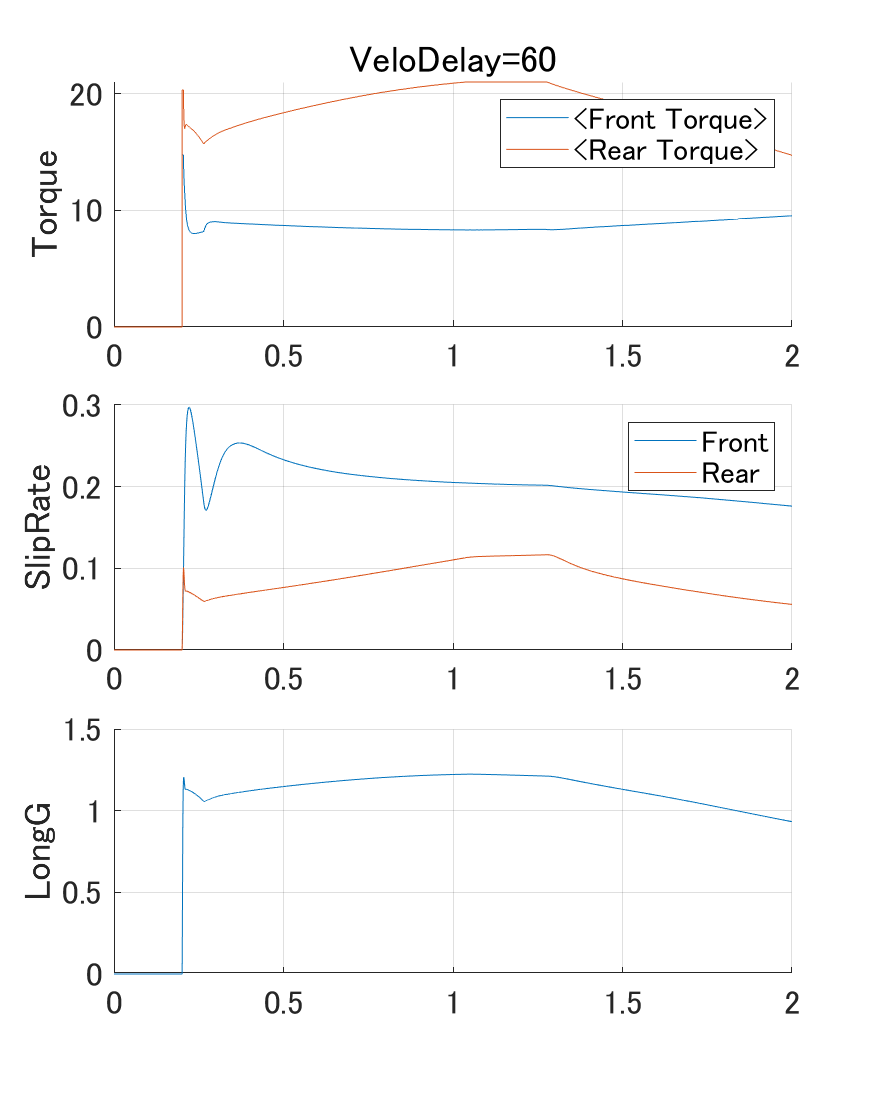 VeloDelay=60
Torque
20
10
0
<Front Torque>
<Rear Torque>
0 0.5 1 1.5 2
SlipRate
0.3
0.2
0.1
0
Front
Rear
0 0.5 1 1.5 2
LongG
1.5
1
0.5
0
0 0.5 1 1.5 2